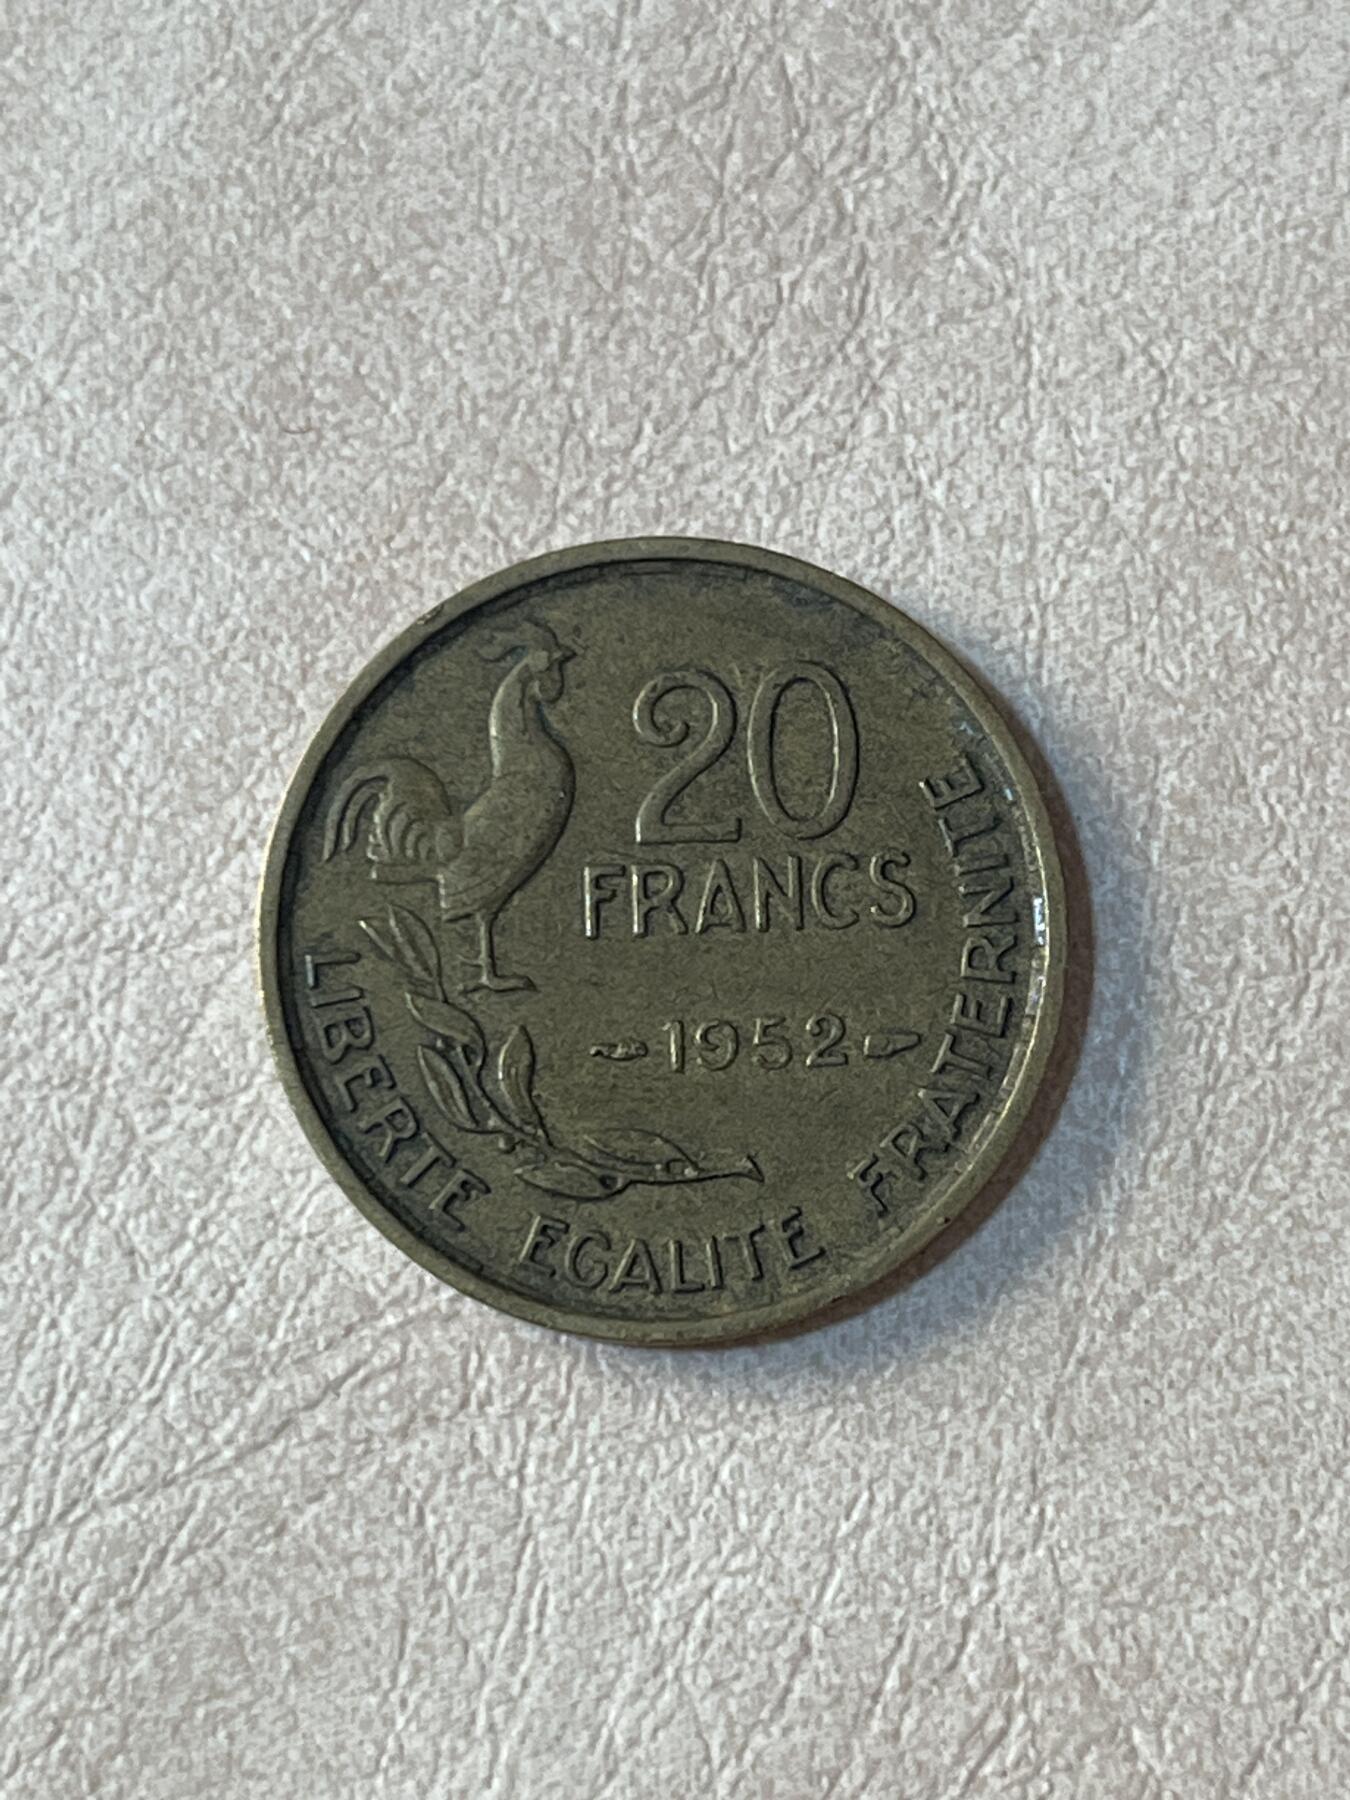 20
FRANCS
1952
LIBERTE EGALITE FRATERNITE